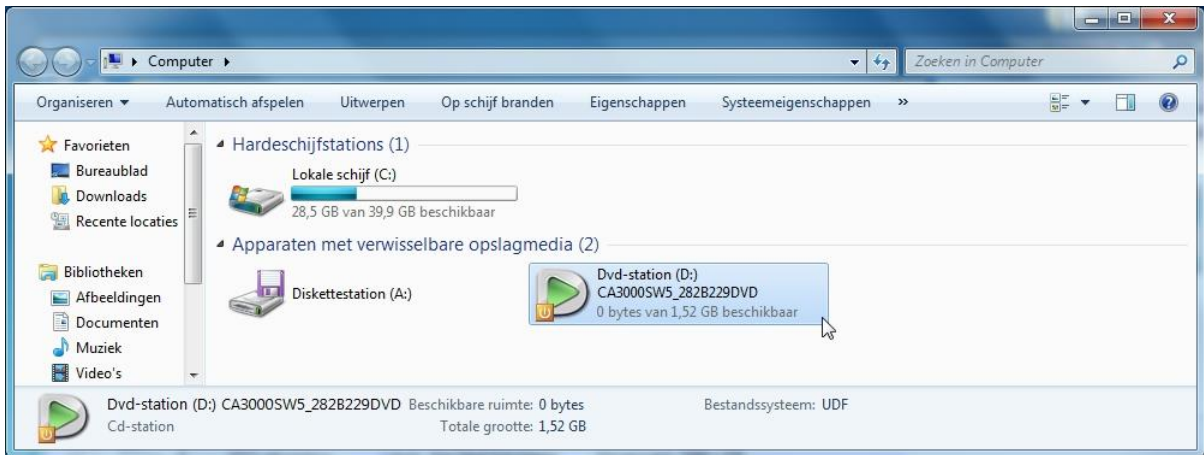 Computer
Zoeken in Computer
Organiseren Automatisch afspelen Uitwerpen Op schijf branden Eigenschappen Systeemeigenschappen »
Favorieten
Bureaublad
Downloads
Recente locaties
Bibliotheken
Afbeeldingen
Documenten
Muziek
Video's
Hardeschijfstations (1)
Lokale schijf (C:)
28,5 GB van 39,9 GB beschikbaar
Apparaten met verwisselbare opslagmedia (2)
Diskettestation (A:)
Dvd-station (D:)
CA3000SW5_282B229DVD
0 bytes van 1,52 GB beschikbaar
Dvd-station (D:) CA3000SW5_282B229DVD Beschikbare ruimte: 0 bytes Bestandssysteem: UDF
Cd-station Totale grootte: 1,52 GB